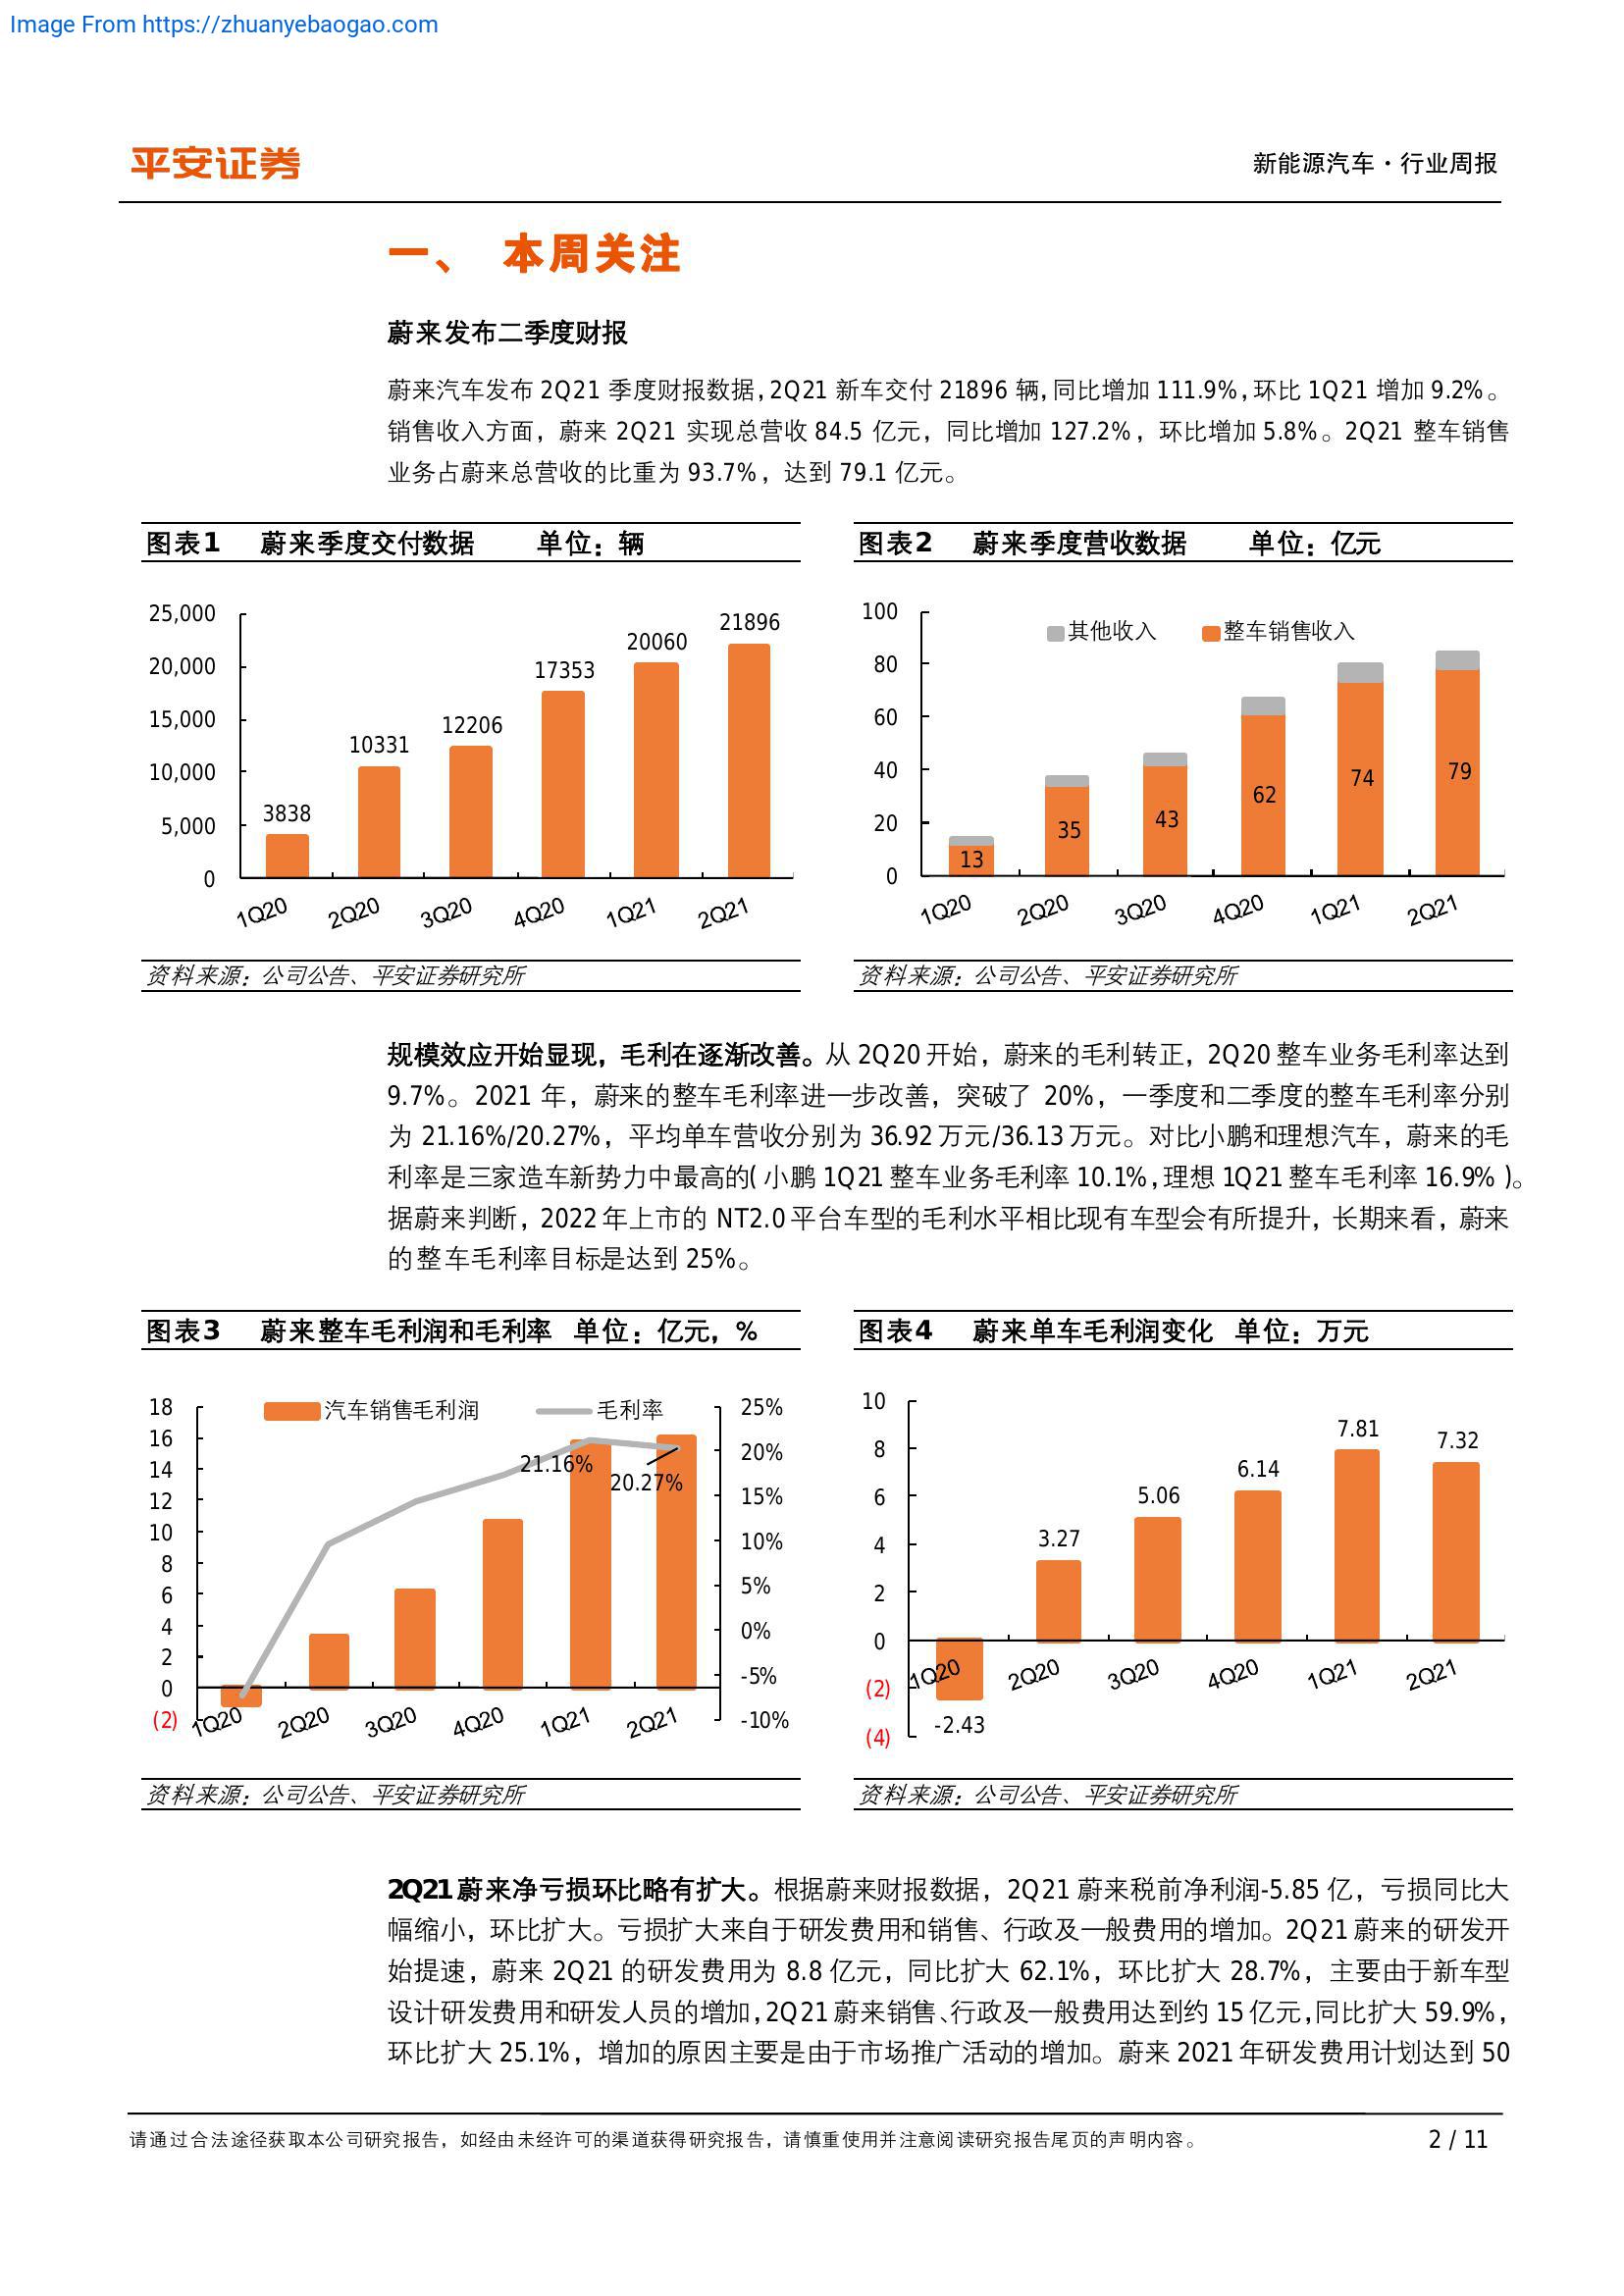 Image From https://zhuanyebaogao.com
平安证券
新能源汽车·行业周报
一、 本周关注
蔚来发布二季度财报
蔚来汽车发布 2Q21 季度财报数据，2Q21 新车交付 21896 辆，同比增加 111.9%，环比 1Q21 增加 9.2%。
销售收入方面，蔚来 2Q21 实现总营收 84.5 亿元，同比增加 127.2%，环比增加 5.8%。2Q21 整车销售
业务占蔚来总营收的比重为 93.7%，达到 79.1 亿元。
图表1 蔚来季度交付数据 单位：辆
25,000
20,000
15,000
10,000
5,000
0
3838
10331
12206
17353
20060
21896
1Q20 2Q20 3Q20 4Q20 1Q21 2Q21
资料来源：公司公告、平安证券研究所
图表2 蔚来季度营收数据 单位：亿元
其他收入 整车销售收入
100
80
60
40
20
0
13
35
43
62
74
79
1Q20 2Q20 3Q20 4Q20 1Q21 2Q21
资料来源：公司公告、平安证券研究所
规模效应开始显现，毛利在逐渐改善。从 2Q20 开始，蔚来的毛利转正，2Q20 整车业务毛利率达到
9.7%。2021 年，蔚来的整车毛利率进一步改善，突破了 20%，一季度和二季度的整车毛利率分别
为 21.16%/20.27%，平均单车营收分别为 36.92 万元/36.13 万元。对比小鹏和理想汽车，蔚来的毛
利率是三家造车新势力中最高的（小鹏 1Q21 整车业务毛利率 10.1%，理想 1Q21 整车毛利率 16.9%）。
据蔚来判断，2022 年上市的 NT2.0 平台车型的毛利水平相比现有车型会有所提升，长期来看，蔚来
的整车毛利率目标是达到 25%。
图表3 蔚来整车毛利润和毛利率 单位：亿元，%
汽车销售毛利润 毛利率
18
16
14
12
10
8
6
4
2
0
(2)
21.16%
20.27%
25%
20%
15%
10%
5%
0%
-5%
-10%
1Q20 2Q20 3Q20 4Q20 1Q21 2Q21
资料来源：公司公告、平安证券研究所
图表4 蔚来单车毛利润变化 单位：万元
10
8
6
4
2
0
(2)
(4)
-2.43
3.27
5.06
6.14
7.81
7.32
1Q20 2Q20 3Q20 4Q20 1Q21 2Q21
资料来源：公司公告、平安证券研究所
2Q21 蔚来净亏损环比略有扩大。根据蔚来财报数据，2Q21 蔚来税前净利润-5.85 亿，亏损同比大
幅缩小，环比扩大。亏损扩大来自于研发费用和销售、行政及一般费用的增加。2Q21 蔚来的研发开
始提速，蔚来 2Q21 的研发费用为 8.8 亿元，同比扩大 62.1%，环比扩大 28.7%，主要由于新车型
设计研发费用和研发人员的增加，2Q21 蔚来销售、行政及一般费用达到约 15 亿元，同比扩大 59.9%，
环比扩大 25.1%，增加的原因主要是由于市场推广活动的增加。蔚来 2021 年研发费用计划达到 50
请通过合法途径获取本公司研究报告，如经由未经许可的渠道获得研究报告，请慎重使用并注意阅读研究报告尾页的声明内容。
2 / 11